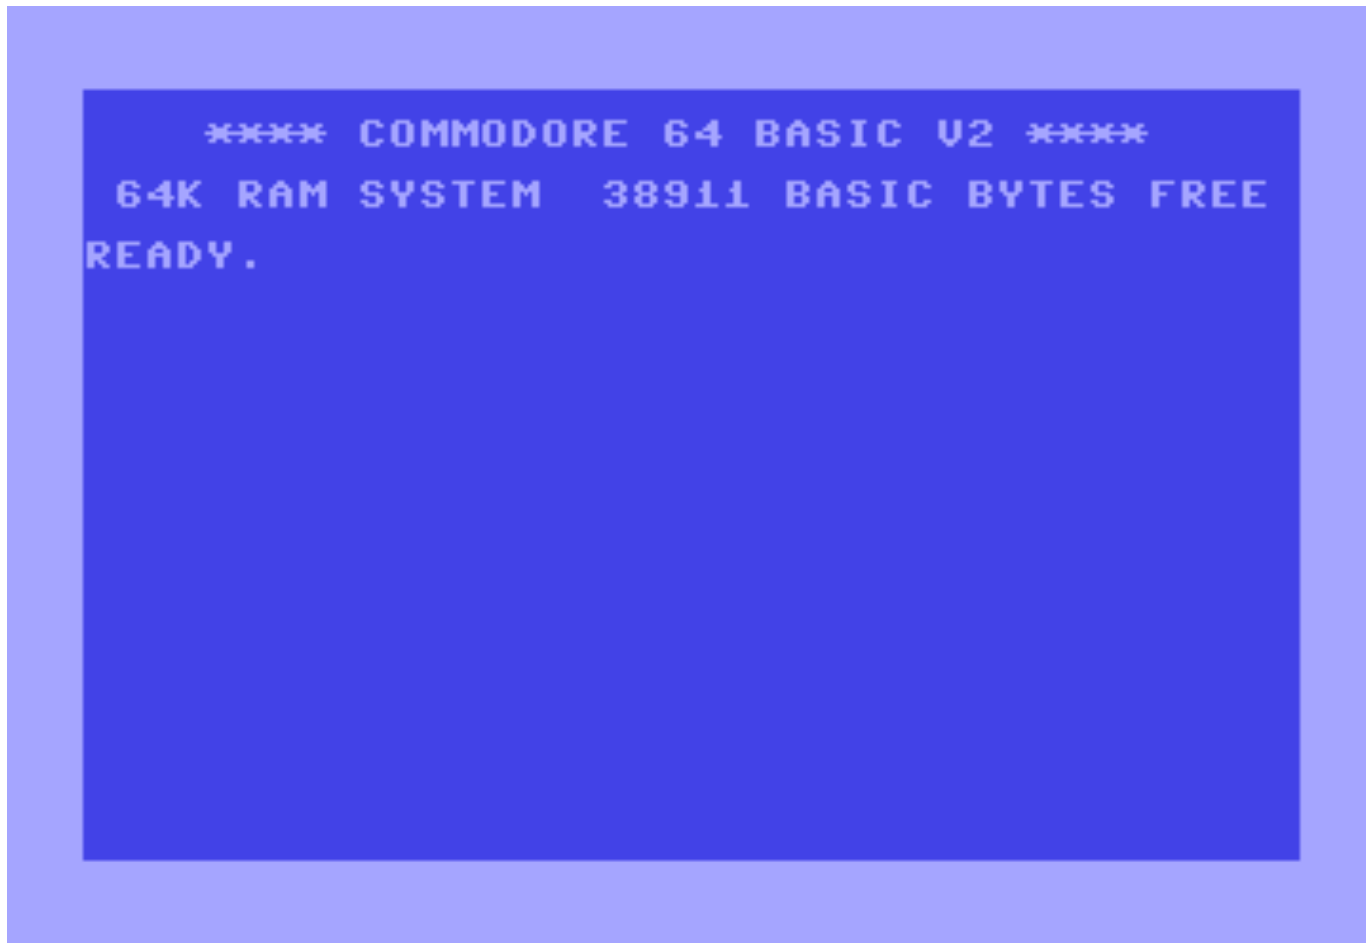 **** COMMODORE 64 BASIC V2 ****
64K RAM SYSTEM  38911 BASIC BYTES FREE
READY.